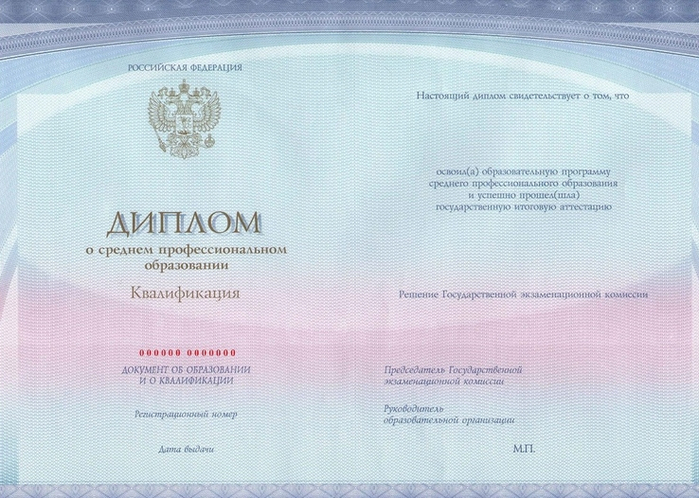 РОССИЙСКАЯ ФЕДЕРАЦИЯ
ДИПЛОМ
о среднем профессиональном
образовании
Квалификация
000000 0000000
ДОКУМЕНТ ОБ ОБРАЗОВАНИИ
И О КВАЛИФИКАЦИИ
Регистрационный номер
Дата выдачи
Настоящий диплом свидетельствует о том, что
освоил(а) образовательную программу
среднего профессионального образования
и успешно прошел(шла)
государственную итоговую аттестацию
Решение Государственной экзаменационной комиссии
Председатель Государственной
экзаменационной комиссии
Руководитель
образовательной организации
М.П.